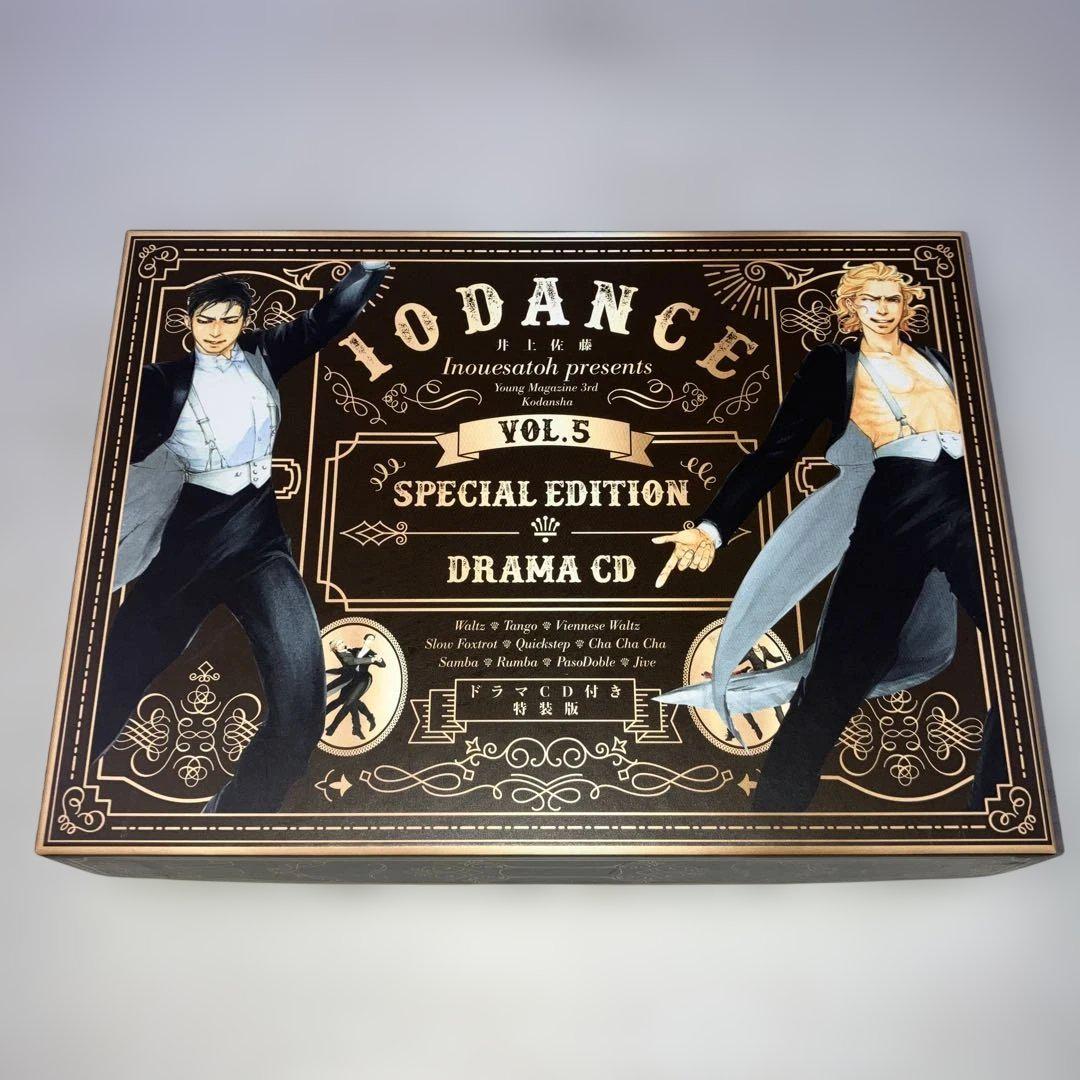 10DANCE
井上佐藤
Inouesatoh presents
Young Magazine 3rd
Kodansha
VOL.5
SPECIAL EDITION
DRAMA CD
Waltz Tango Viennese Waltz
Slow Foxtrot Quickstep Cha Cha Cha
Samba Rumba PasoDoble Jive
ドラマCD付き
特装版